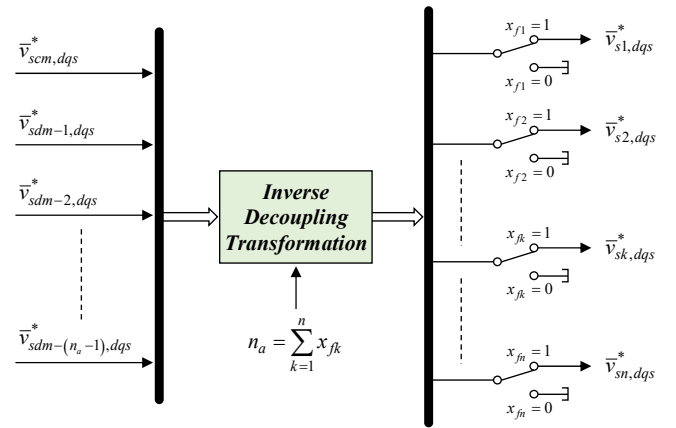 v̅*scm,dqs
v̅*sdm−1,dqs
v̅*sdm−2,dqs
v̅*sdm−(na−1),dqs
Inverse
Decoupling
Transformation
na = ∑ⁿk=1 xfk
xf1 = 1
v̅*s1,dqs
xf1 = 0
xf2 = 1
v̅*s2,dqs
xf2 = 0
xfk = 1
v̅*sk,dqs
xfk = 0
xfn = 1
v̅*sn,dqs
xfn = 0